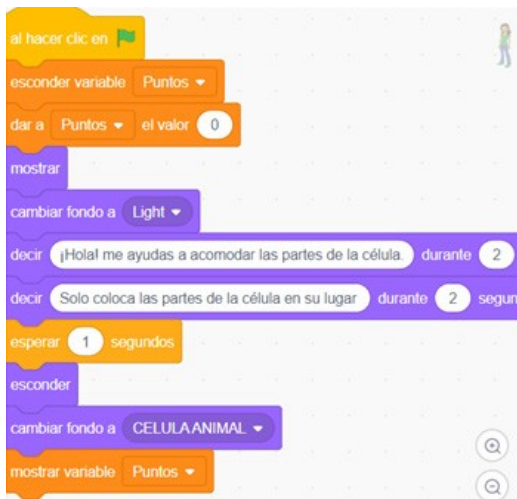 al hacer clic en
esconder variable Puntos
dar a Puntos el valor 0
mostrar
cambiar fondo a Light
decir ¡Hola! me ayudas a acomodar las partes de la célula. durante 2
decir Solo coloca las partes de la célula en su lugar durante 2 segun
esperar 1 segundos
esconder
cambiar fondo a CELULA ANIMAL
mostrar variable Puntos